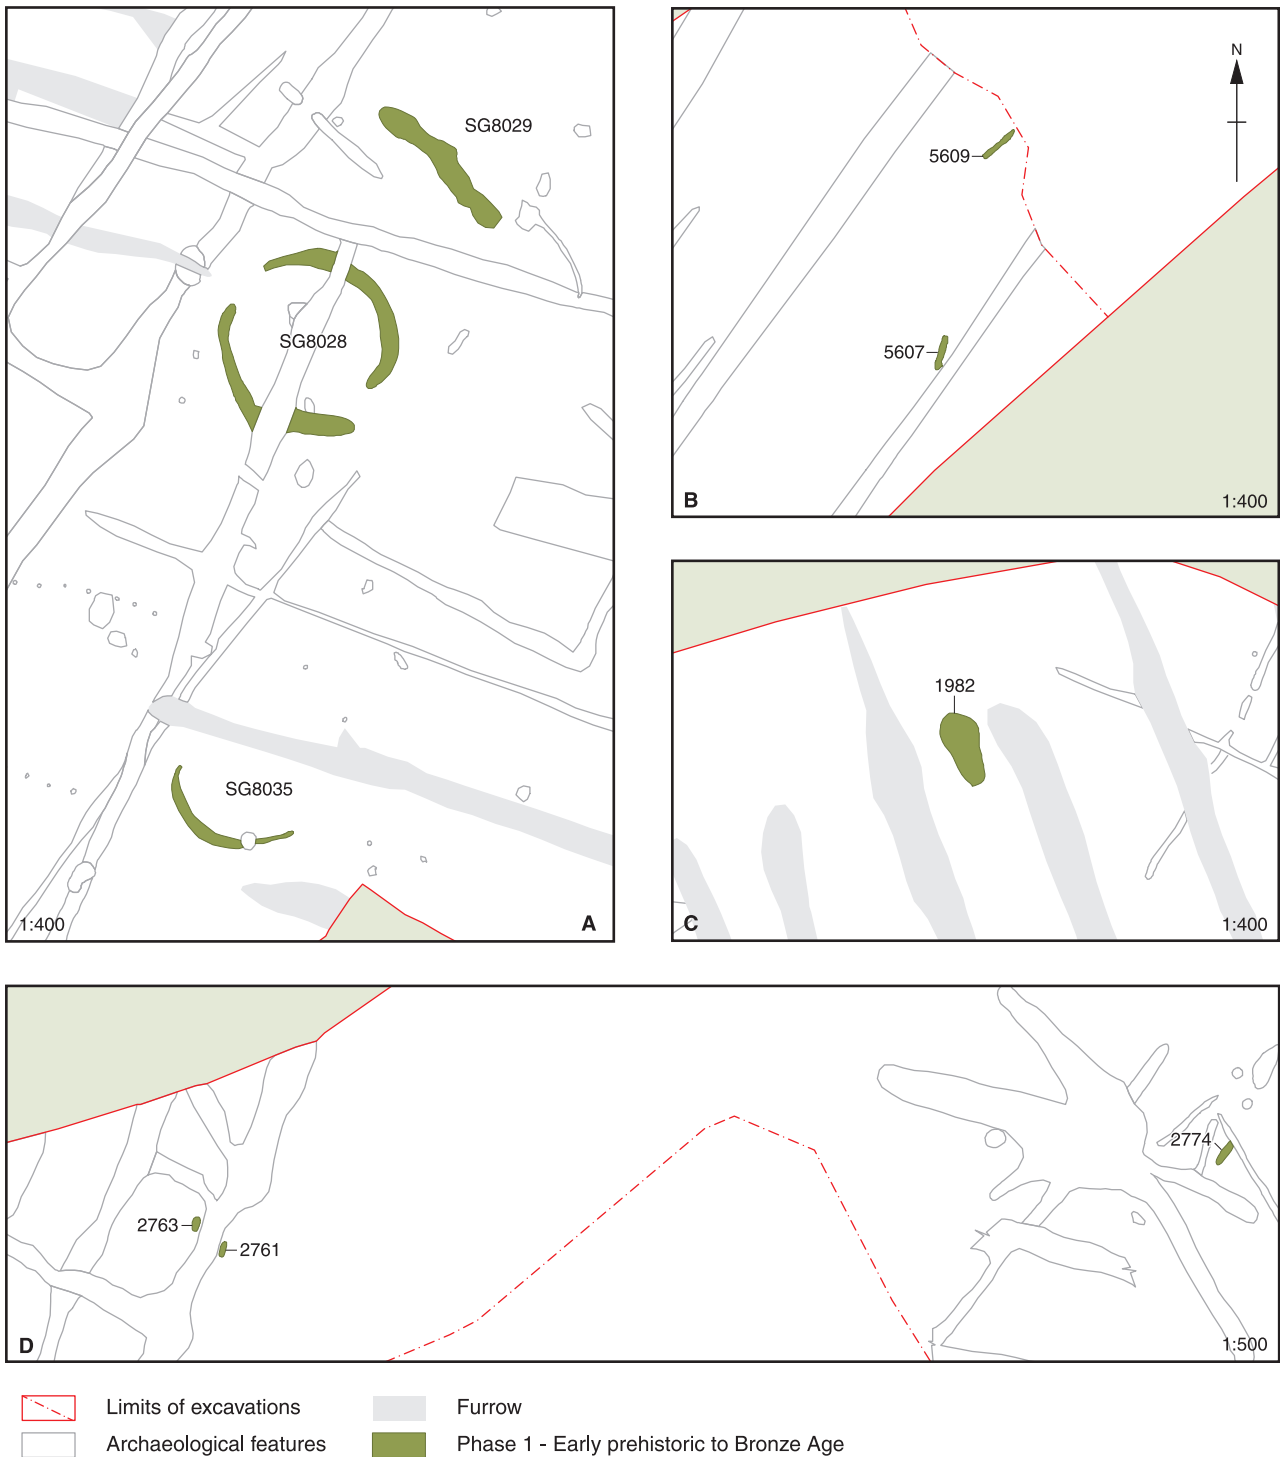 SG8029
SG8028
SG8035
1:400
A
N
5609
5607
B
1:400
1982
C
1:400
2774
2763
2761
D
1:500
Limits of excavations
Furrow
Archaeological features
Phase 1 - Early prehistoric to Bronze Age